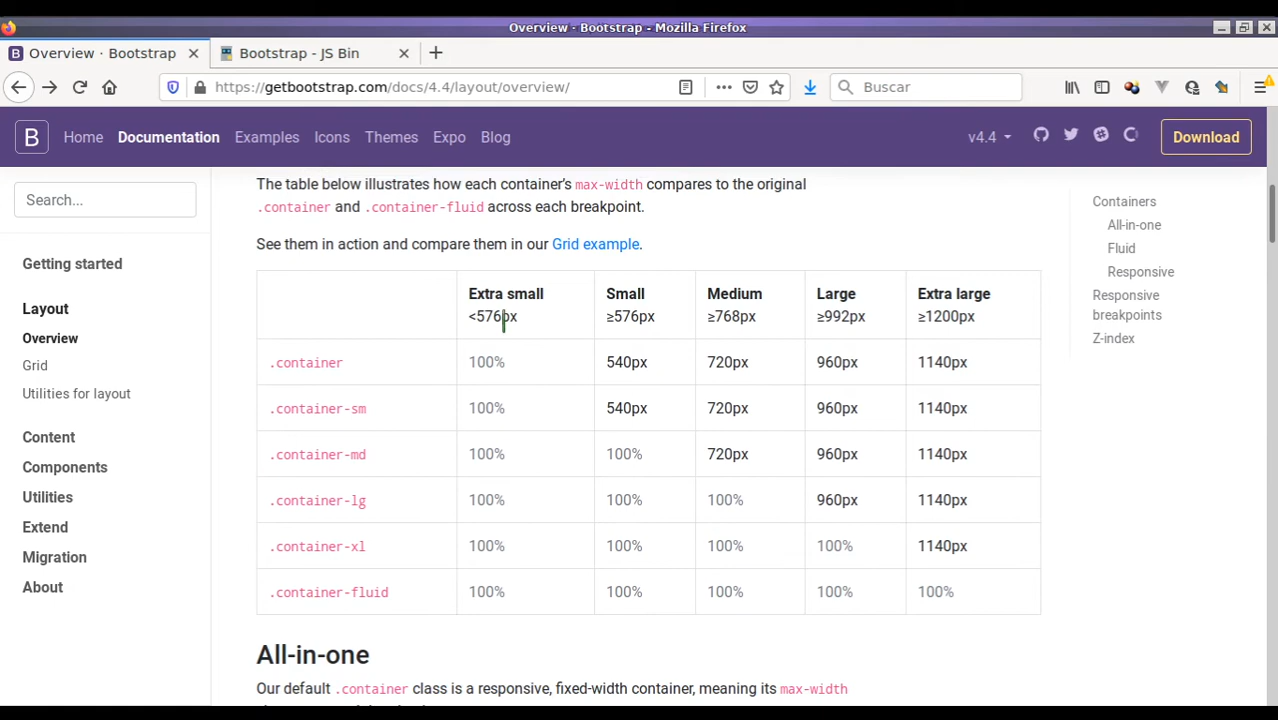 Overview · Bootstrap - Mozilla Firefox
B Overview · Bootstrap
Bootstrap - JS Bin
https://getbootstrap.com/docs/4.4/layout/overview/
Buscar
B Home Documentation Examples Icons Themes Expo Blog v4.4 Download
Search...
Getting started
Layout
Overview
Grid
Utilities for layout
Content
Components
Utilities
Extend
Migration
About
The table below illustrates how each container's max-width compares to the original
.container and .container-fluid across each breakpoint.
See them in action and compare them in our Grid example.
Extra small Small Medium Large Extra large
<576px ≥576px ≥768px ≥992px ≥1200px
.container 100% 540px 720px 960px 1140px
.container-sm 100% 540px 720px 960px 1140px
.container-md 100% 100% 720px 960px 1140px
.container-lg 100% 100% 100% 960px 1140px
.container-xl 100% 100% 100% 100% 1140px
.container-fluid 100% 100% 100% 100% 100%
All-in-one
Our default .container class is a responsive, fixed-width container, meaning its max-width
Containers
All-in-one
Fluid
Responsive
Responsive
breakpoints
Z-index